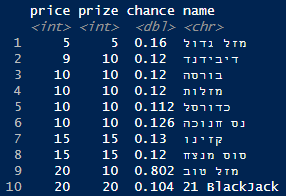 price prize chance name
<int> <int> <dbl> <chr>
1 5 5 0.16 מזל גדול
2 9 10 0.12 דיבידנד
3 10 10 0.12 בורסה
4 10 10 0.12 מזלות
5 10 10 0.112 כדורסל
6 10 10 0.126 נס חנוכה
7 15 15 0.13 קזינו
8 15 15 0.12 סוס מנצח
9 20 10 0.802 מזל טוב
10 20 20 0.104 21 BlackJack